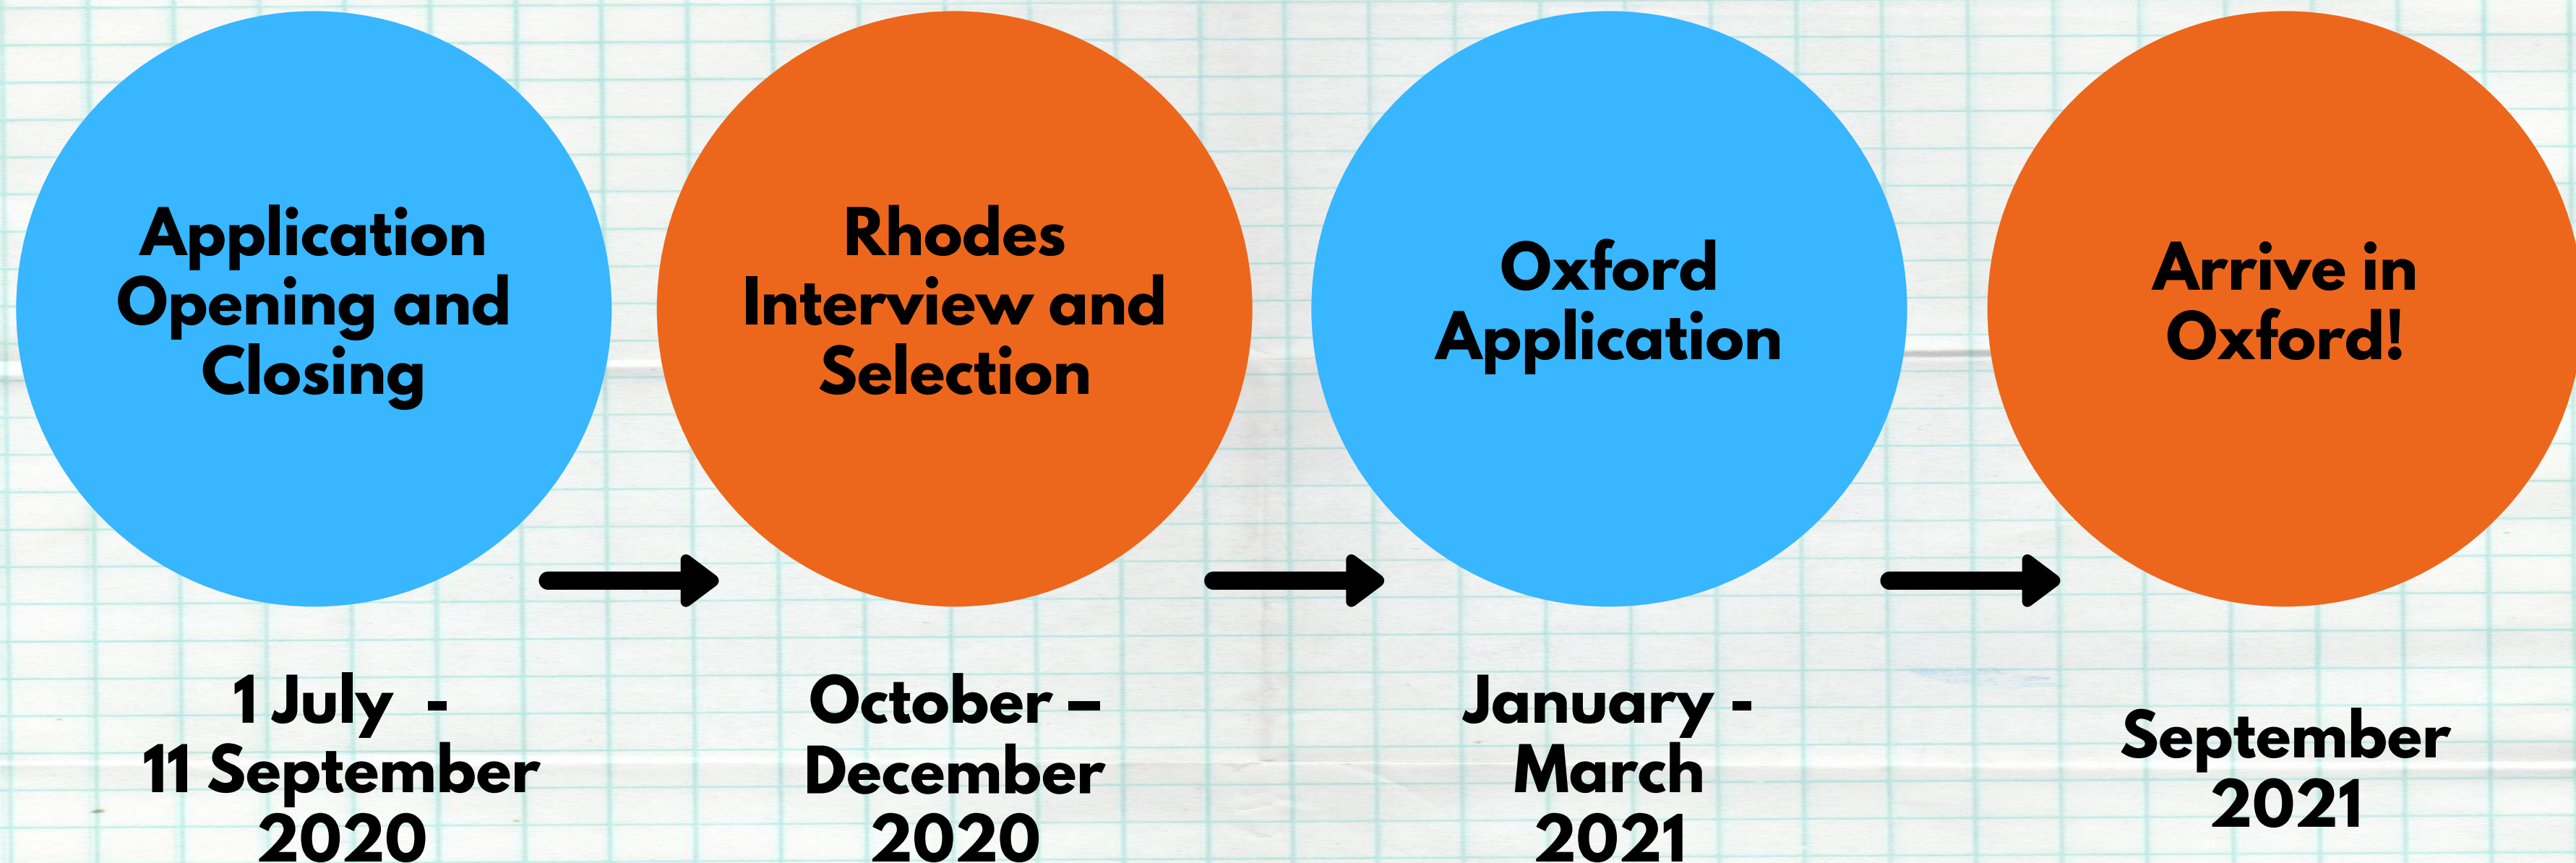 Application
Opening and
Closing
Rhodes
Interview and
Selection
Oxford
Application
Arrive in
Oxford!
1 July  -
11 September
2020
October –
December
2020
January -
March
2021
September
2021